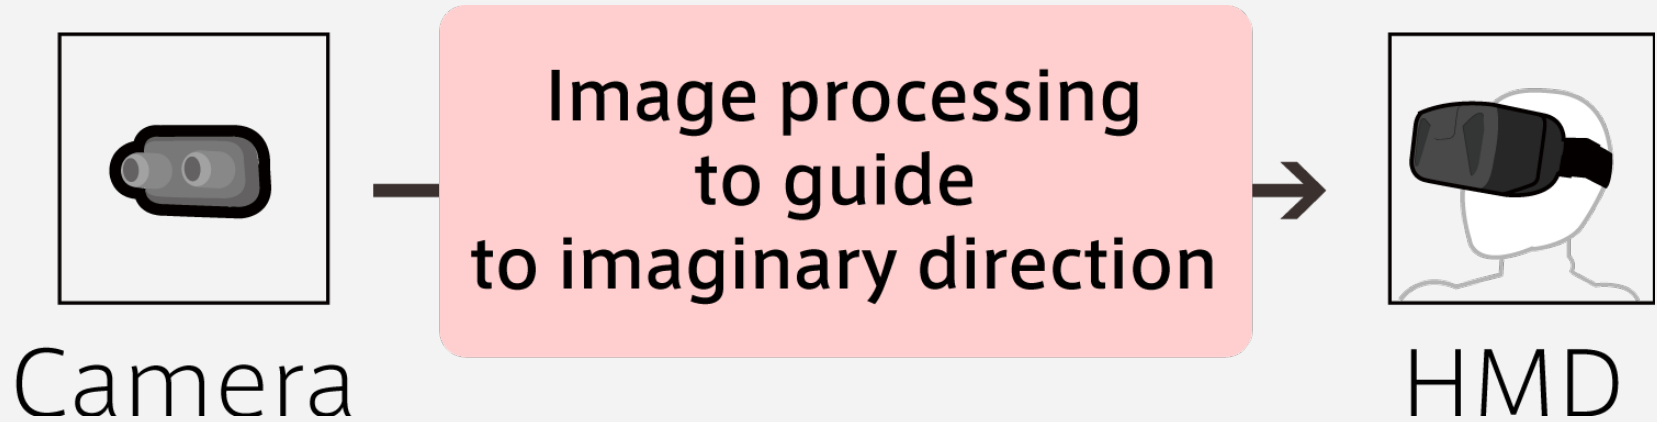 Image processing
to guide
to imaginary direction
Camera
HMD